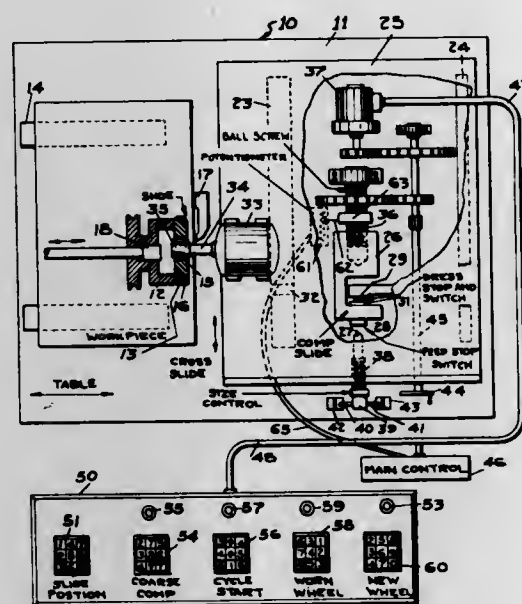 10
11
25
24
14
37
47
23
BALL SCREW
POTENTIOMETER
17
34
33
63
SHOE
35
18
36
26
61
62
29
DRESS
STOP AND
SWITCH
12
15
16
32
31
WORKPIECE
13
COMP
SLIDE
27
28
FEED STOP
SWITCH
CROSS
SLIDE
45
38
TABLE
SIZE
CONTROL
44
43
42
40
39
41
65
48
MAIN CONTROL
46
50
55
57
59
53
51
54
56
58
60
SLIDE
POSTION
COARSE
COMP
CYCLE
START
WORN
WHEEL
NEW
WHEEL